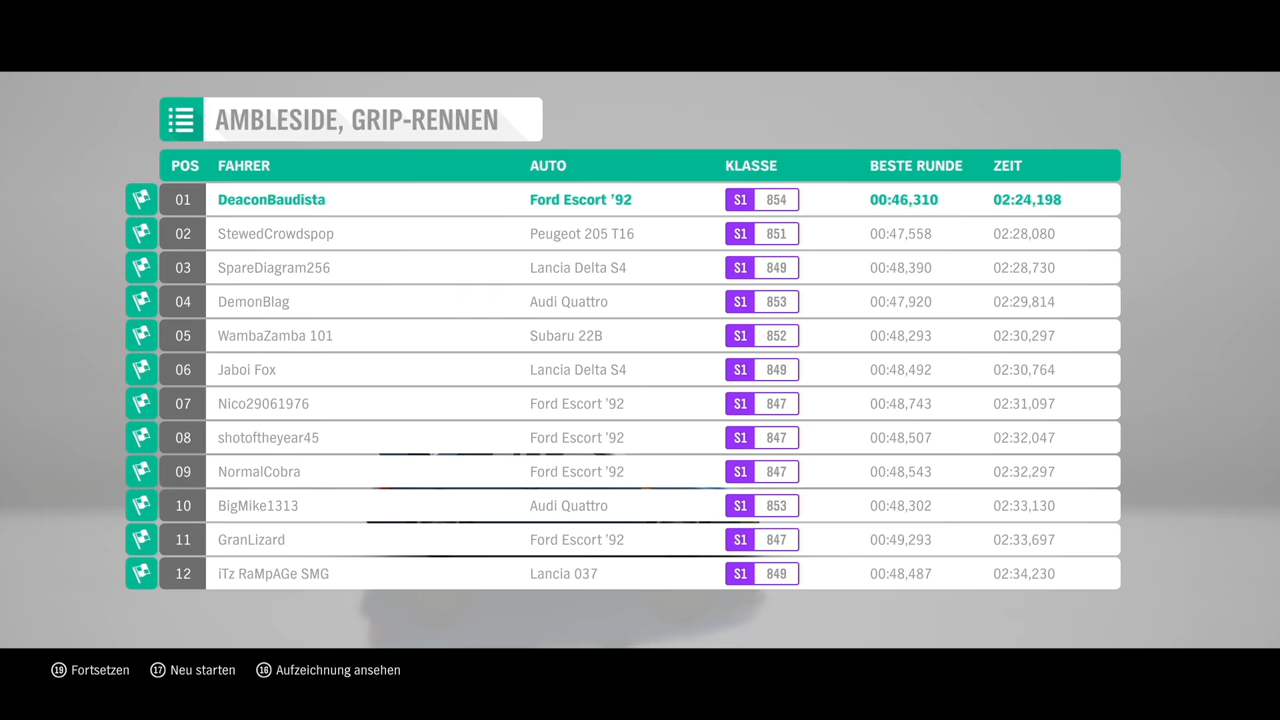 AMBLESIDE, GRIP-RENNEN
POS FAHRER AUTO KLASSE BESTE RUNDE ZEIT
01 DeaconBaudista Ford Escort ’92 S1 854 00:46,310 02:24,198
02 StewedCrowdspop Peugeot 205 T16 S1 851 00:47,558 02:28,080
03 SpareDiagram256 Lancia Delta S4 S1 849 00:48,390 02:28,730
04 DemonBlag Audi Quattro S1 853 00:47,920 02:29,814
05 WambaZamba 101 Subaru 22B S1 852 00:48,293 02:30,297
06 Jaboi Fox Lancia Delta S4 S1 849 00:48,492 02:30,764
07 Nico29061976 Ford Escort ’92 S1 847 00:48,743 02:31,097
08 shotoftheyear45 Ford Escort ’92 S1 847 00:48,507 02:32,047
09 NormalCobra Ford Escort ’92 S1 847 00:48,543 02:32,297
10 BigMike1313 Audi Quattro S1 853 00:48,302 02:33,130
11 GranLizard Ford Escort ’92 S1 847 00:49,293 02:33,697
12 iTz RaMpAGe SMG Lancia 037 S1 849 00:48,487 02:34,230
19 Fortsetzen 17 Neu starten 16 Aufzeichnung ansehen